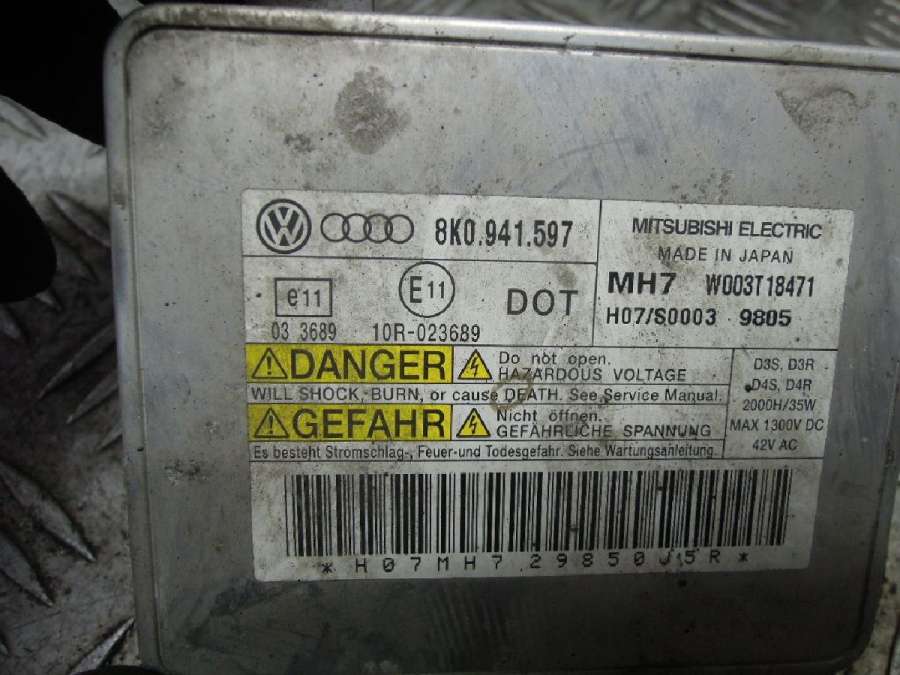 VW 8K0.941.597
MITSUBISHI ELECTRIC
MADE IN JAPAN
MH7 W003T18471
H07/S0003 9805
e11
E11
DOT
03 3689 10R-023689
DANGER
Do not open.
HAZARDOUS VOLTAGE
WILL SHOCK, BURN, or cause DEATH. See Service Manual.
GEFAHR
Nicht öffnen.
GEFÄHRLICHE SPANNUNG
Es besteht Stromschlag-, Feuer-und Todesgefahr. Siehe Wartungsanleitung.
D3S, D3R
D4S, D4R
2000H/35W
MAX 1300V DC
42V AC
*H07MH729850J5R*